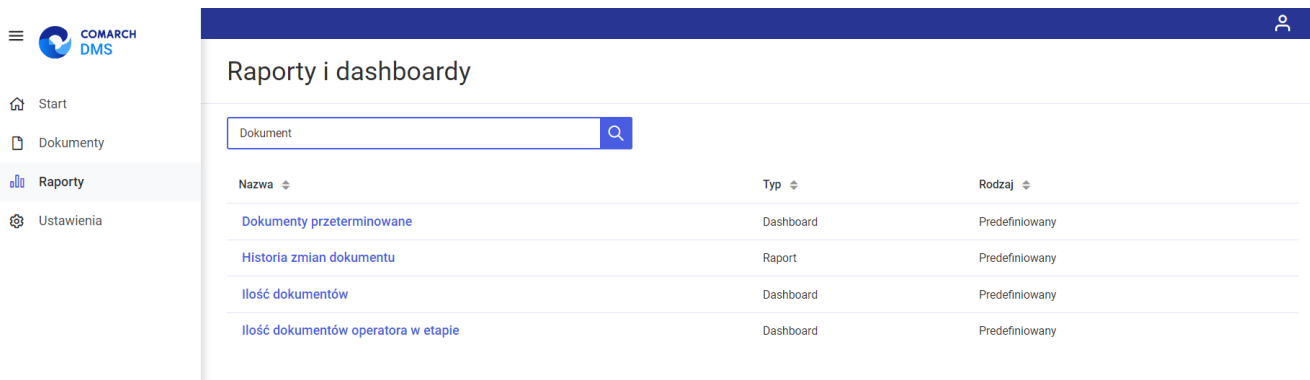 COMARCH
DMS
Start
Dokumenty
Raporty
Ustawienia
Raporty i dashboardy
Dokument
Nazwa Typ Rodzaj
Dokumenty przeterminowane Dashboard Predefiniowany
Historia zmian dokumentu Raport Predefiniowany
Ilość dokumentów Dashboard Predefiniowany
Ilość dokumentów operatora w etapie Dashboard Predefiniowany